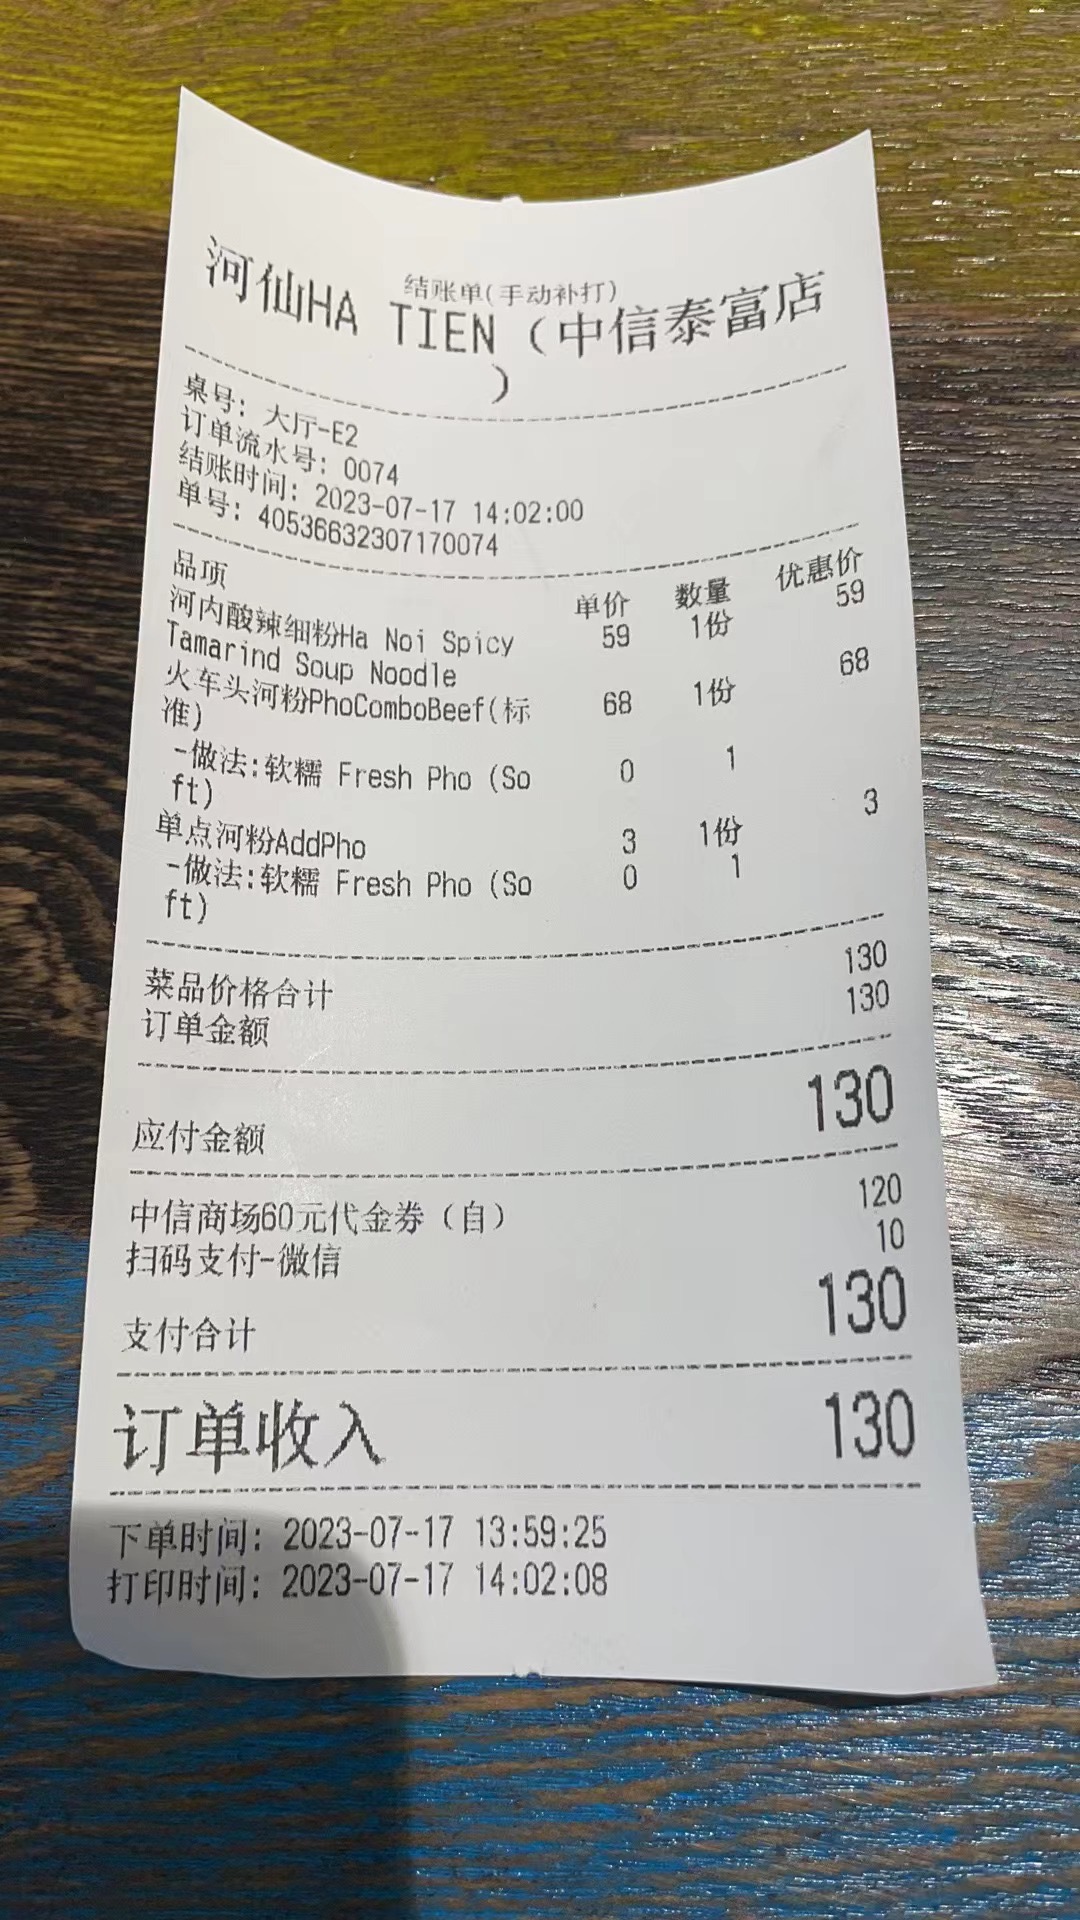 结账单(手动补打)
河仙HA TIEN（中信泰富店
）
桌号: 大厅-E2
订单流水号: 0074
结账时间: 2023-07-17 14:02:00
单号: 40536632307170074
品项 单价 数量 优惠价
河内酸辣细粉Ha Noi Spicy 59 1份 59
Tamarind Soup Noodle
火车头河粉PhoComboBeef(标 68 1份 68
准)
-做法:软糯 Fresh Pho (So 0 1
ft)
单点河粉AddPho 3 1份 3
-做法:软糯 Fresh Pho (So 0 1
ft)
菜品价格合计 130
订单金额 130
应付金额 130
中信商场60元代金券（自） 120
扫码支付-微信 10
支付合计 130
订单收入 130
下单时间: 2023-07-17 13:59:25
打印时间: 2023-07-17 14:02:08